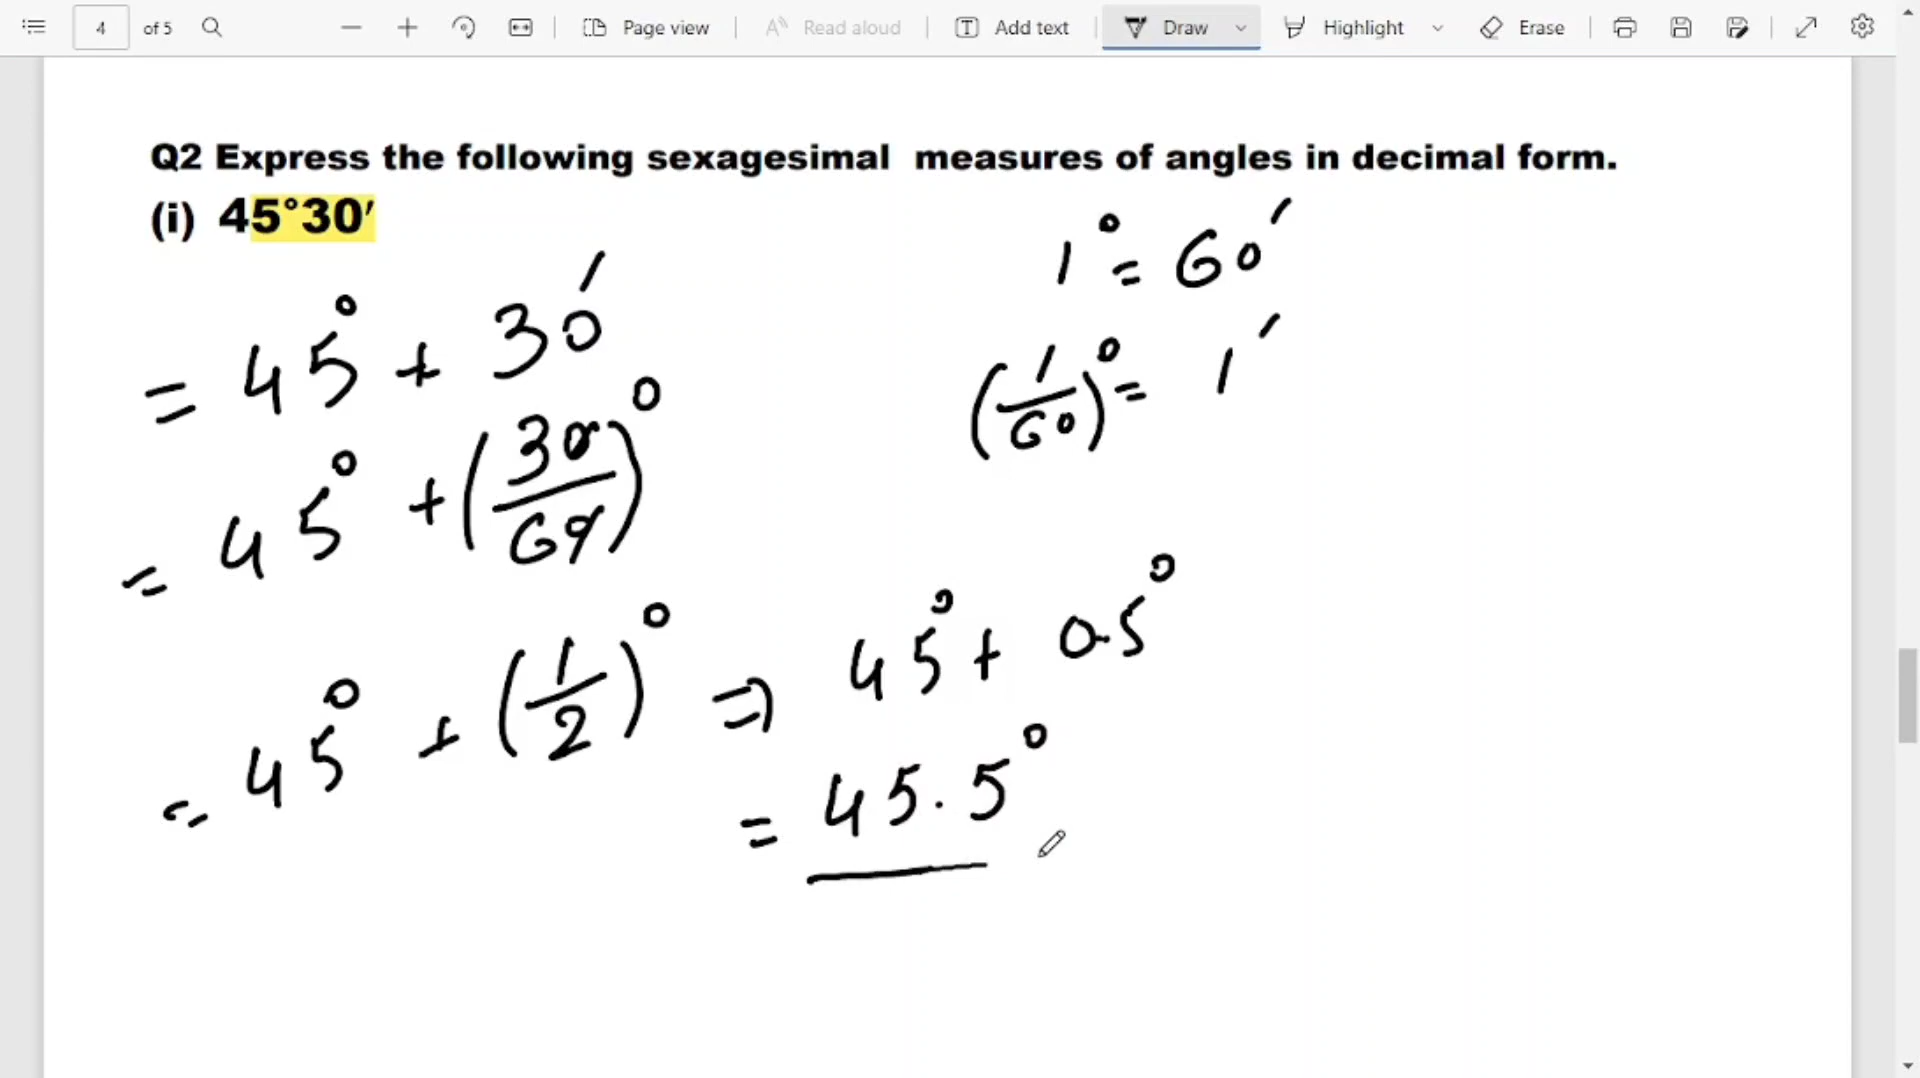 4 of 5 Page view Read aloud Add text Draw Highlight Erase
Q2 Express the following sexagesimal measures of angles in decimal form.
(i) 45°30′
= 45° + 30′
= 45° + (30/60)°
= 45° + (1/2)° ⇒ 45° + 0.5°
= 45.5°
1° = 60′
(1/60)° = 1′